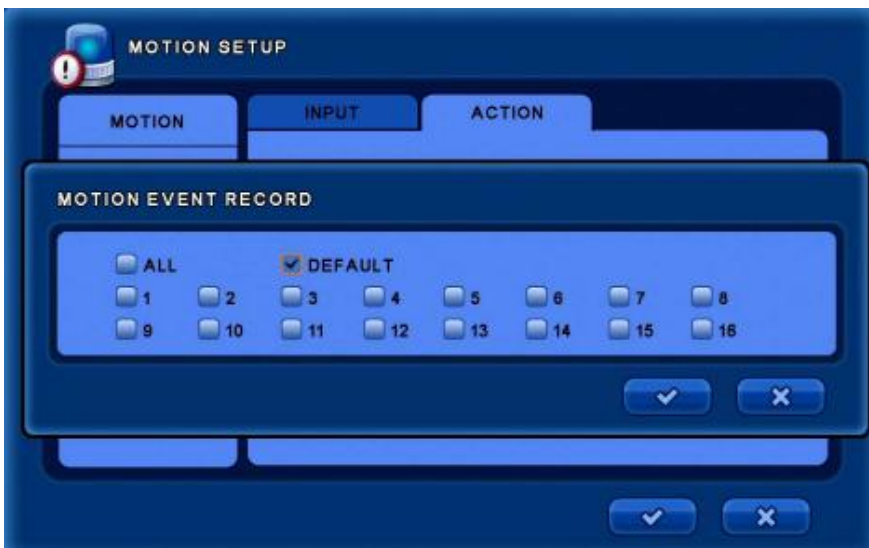 MOTION SETUP
MOTION INPUT ACTION
MOTION EVENT RECORD
ALL DEFAULT
1 2 3 4 5 6 7 8
9 10 11 12 13 14 15 16